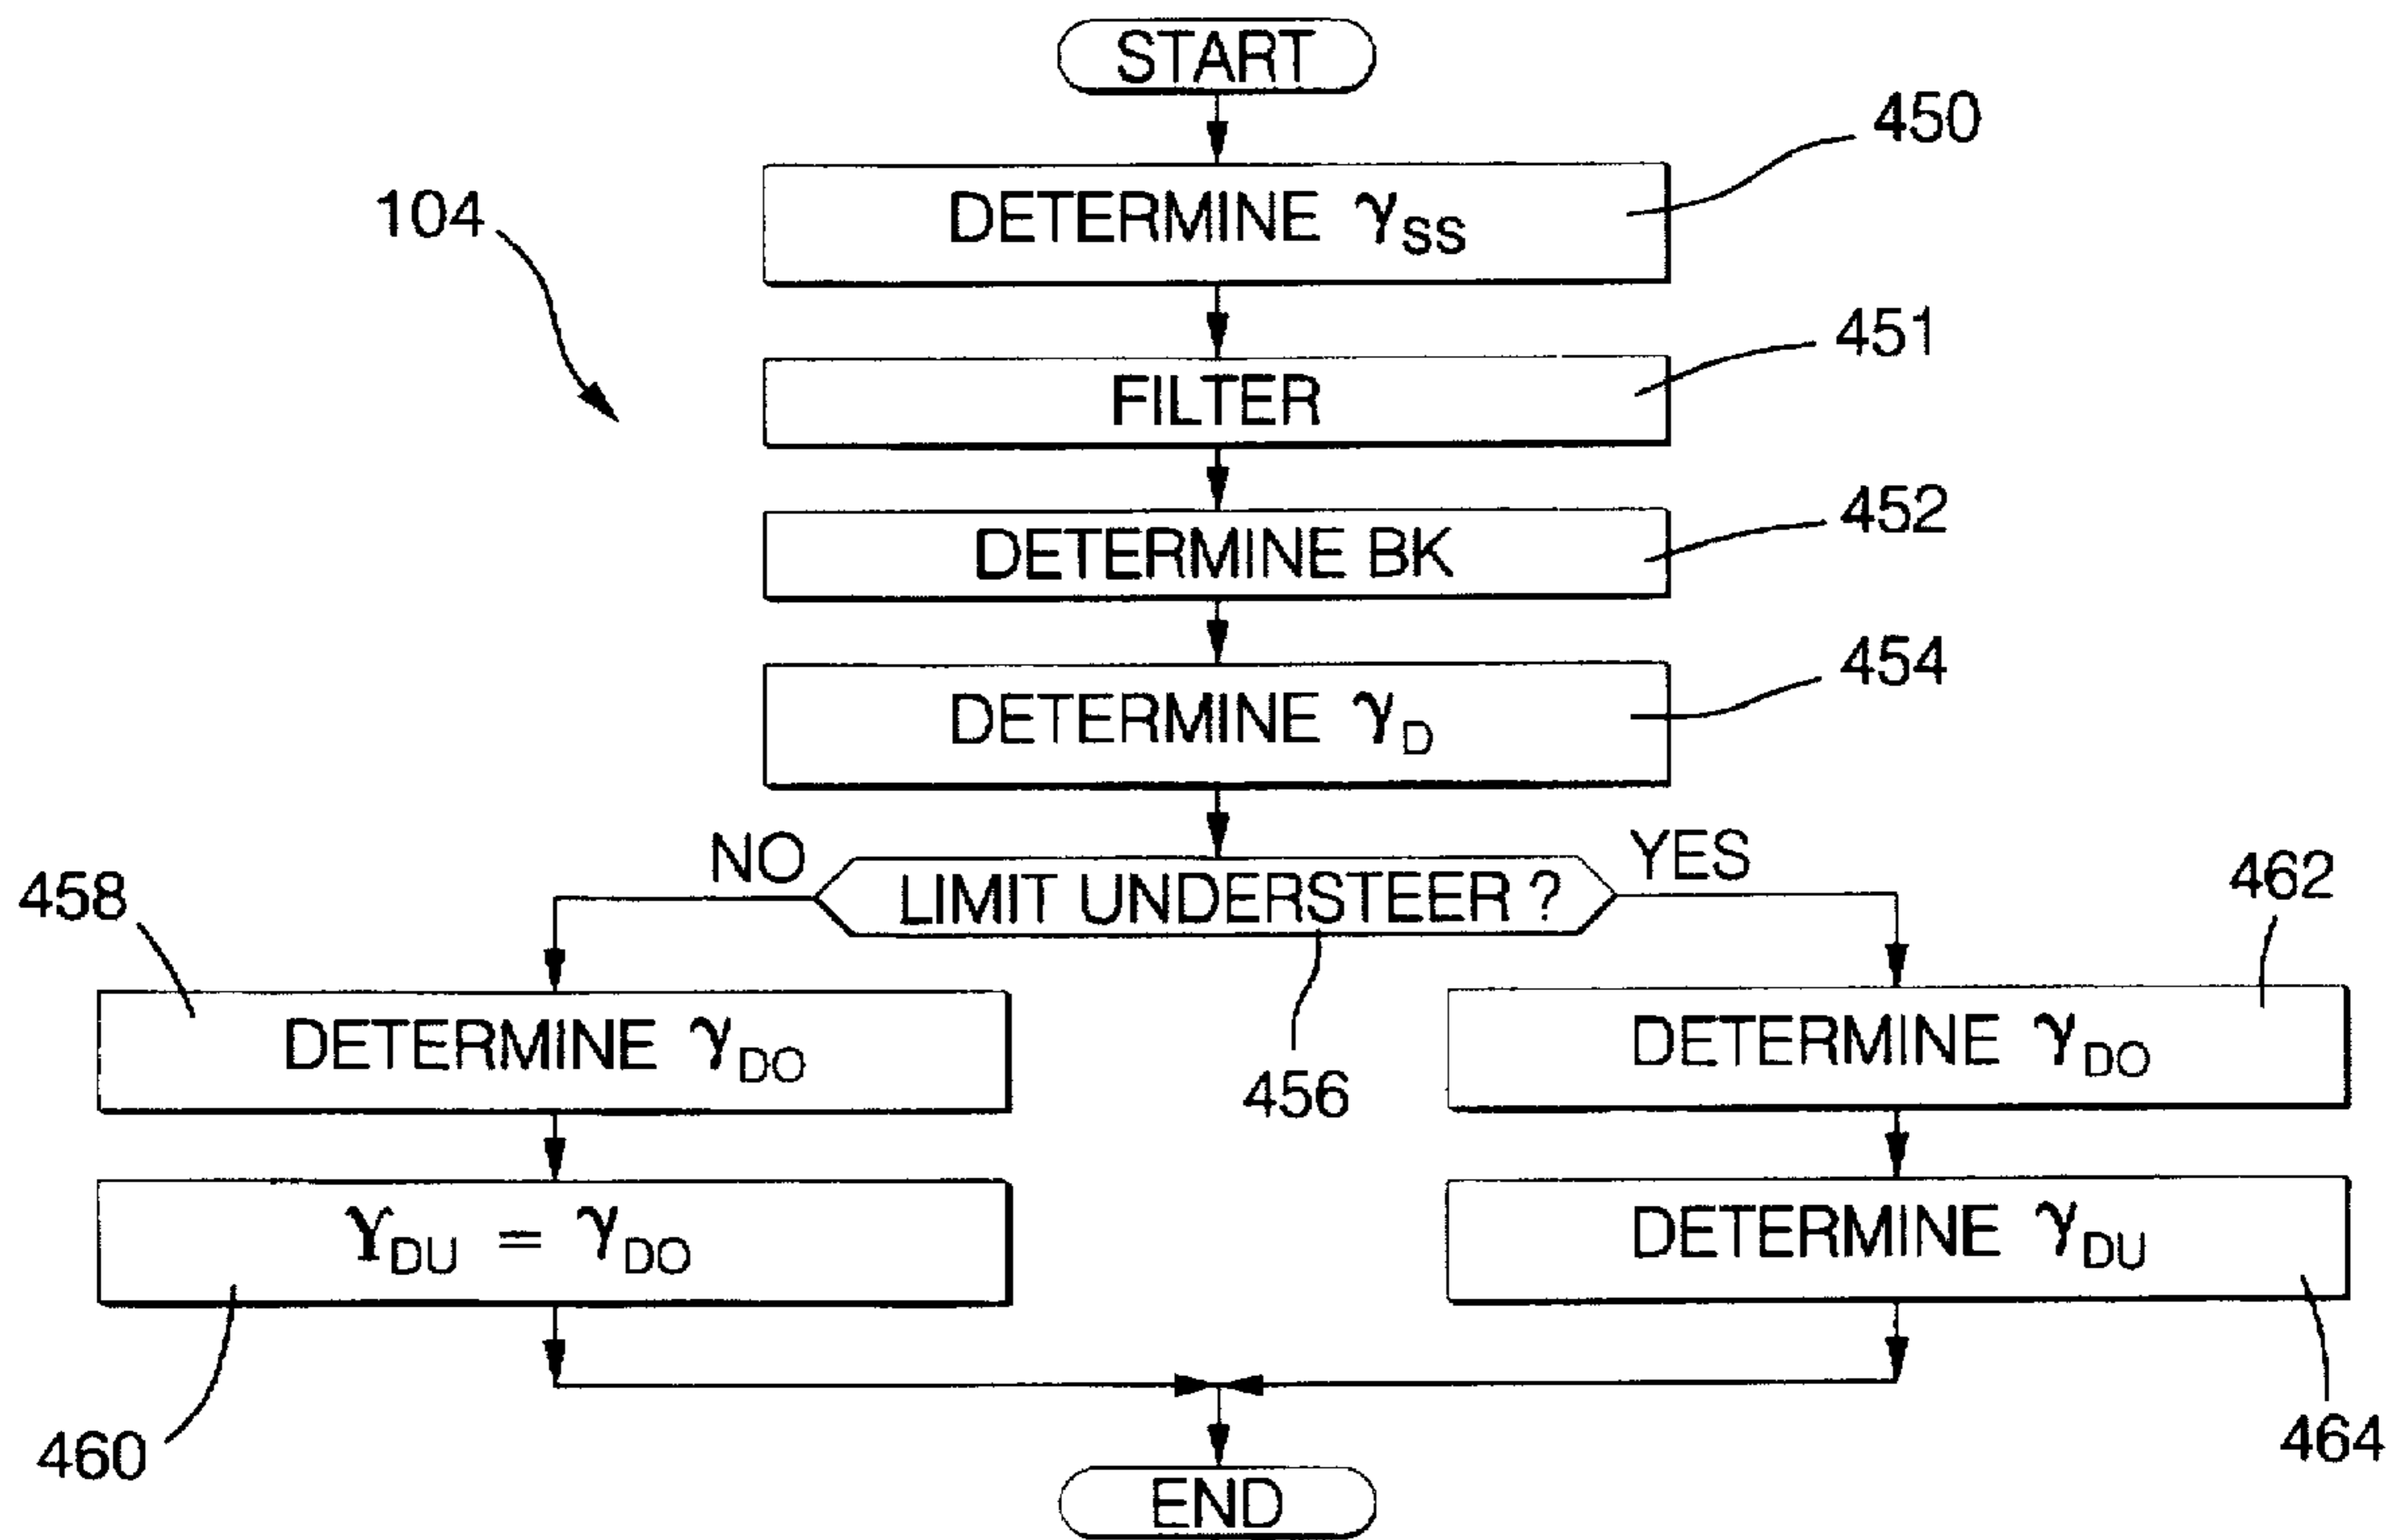 START
450
DETERMINE γSS
104
451
FILTER
452
DETERMINE BK
454
DETERMINE γD
NO
YES
LIMIT UNDERSTEER ?
458
462
456
DETERMINE γDO
DETERMINE γDO
γDU = γDO
DETERMINE γDU
460
464
END